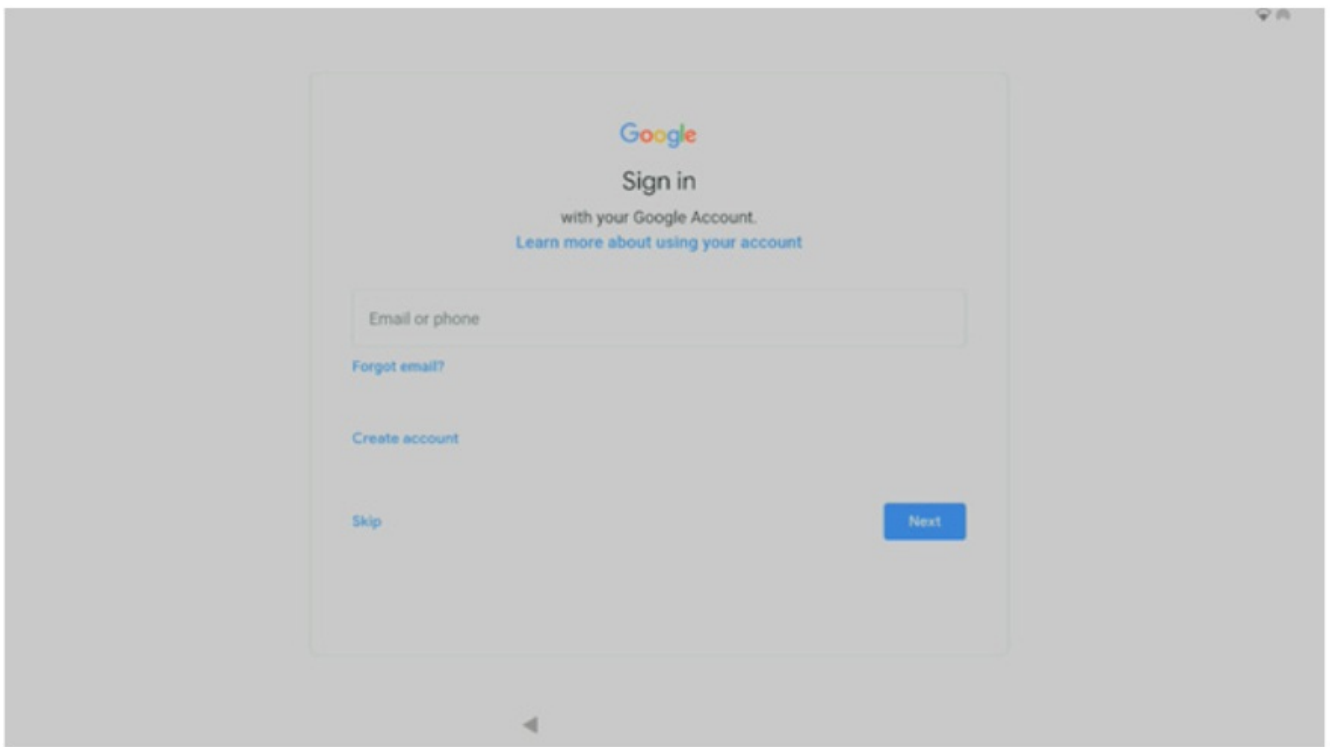 Google
Sign in
with your Google Account.
Learn more about using your account
Email or phone
Forgot email?
Create account
Skip
Next